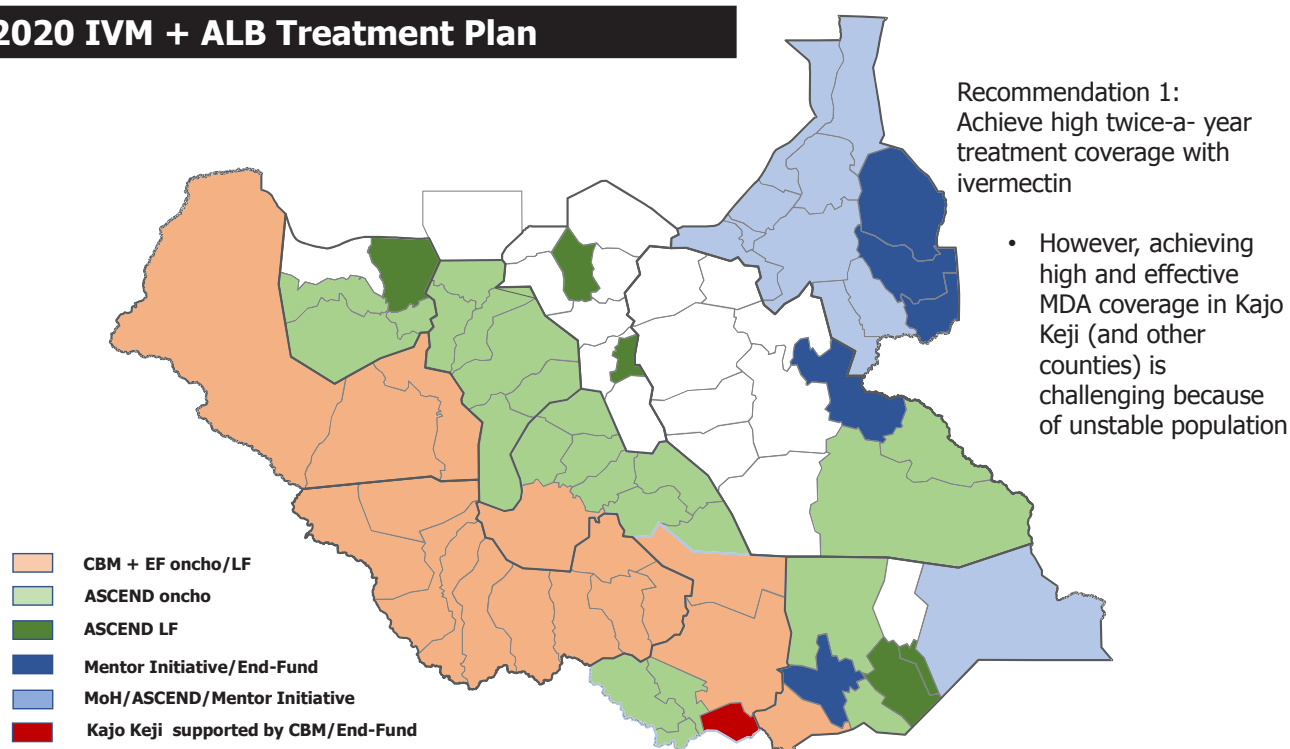 2020 IVM + ALB Treatment Plan
Recommendation 1:
Achieve high twice-a- year
treatment coverage with
ivermectin
• However, achieving
high and effective
MDA coverage in Kajo
Keji (and other
counties) is
challenging because
of unstable population
CBM + EF oncho/LF
ASCEND oncho
ASCEND LF
Mentor Initiative/End-Fund
MoH/ASCEND/Mentor Initiative
Kajo Keji supported by CBM/End-Fund